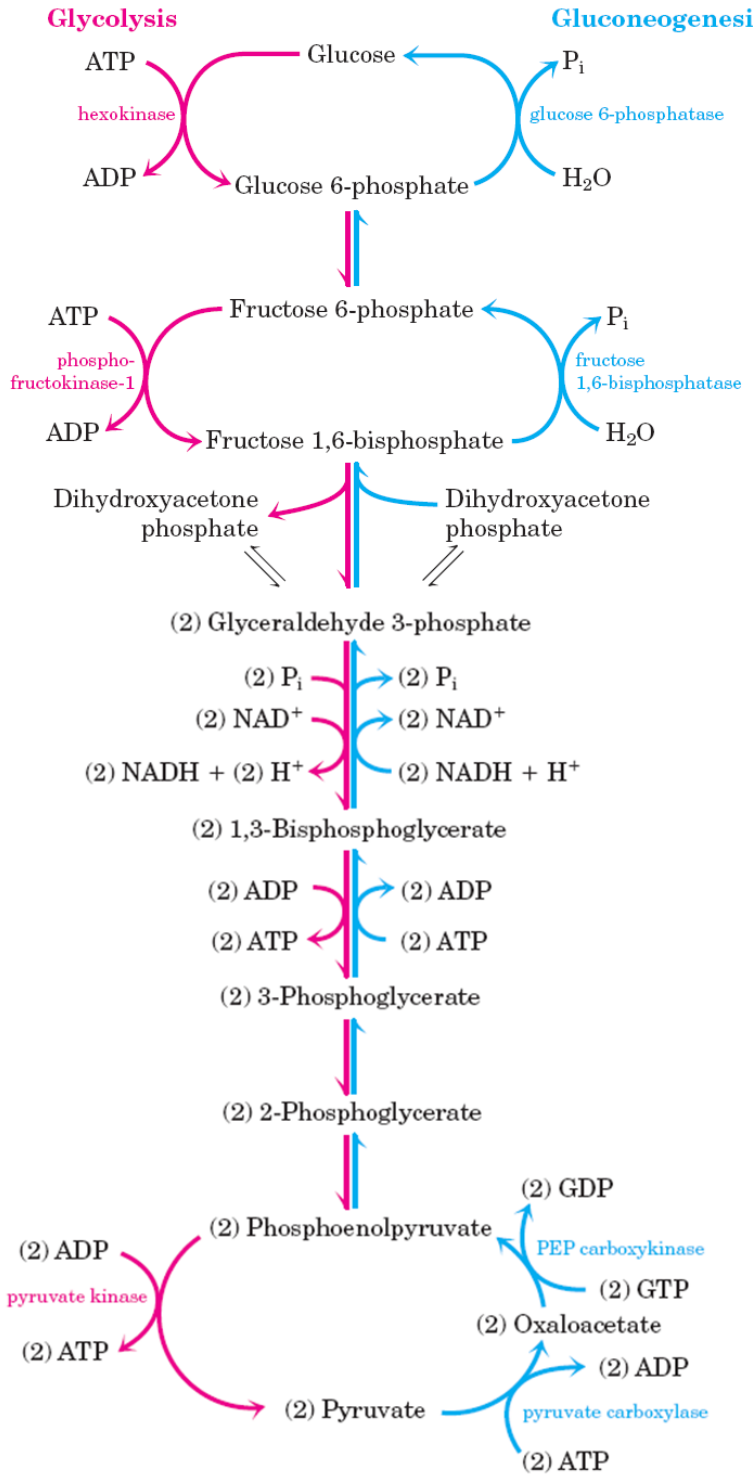 Glycolysis
Gluconeogenesi
ATP
Glucose
Pi
hexokinase
glucose 6-phosphatase
ADP
Glucose 6-phosphate
H2O
ATP
Fructose 6-phosphate
Pi
phospho-
fructokinase-1
fructose
1,6-bisphosphatase
ADP
Fructose 1,6-bisphosphate
H2O
Dihydroxyacetone
phosphate
Dihydroxyacetone
phosphate
(2) Glyceraldehyde 3-phosphate
(2) Pi
(2) Pi
(2) NAD+
(2) NAD+
(2) NADH + (2) H+
(2) NADH + H+
(2) 1,3-Bisphosphoglycerate
(2) ADP
(2) ADP
(2) ATP
(2) ATP
(2) 3-Phosphoglycerate
(2) 2-Phosphoglycerate
(2) GDP
(2) Phosphoenolpyruvate
(2) ADP
PEP carboxykinase
pyruvate kinase
(2) GTP
(2) Oxaloacetate
(2) ATP
(2) ADP
(2) Pyruvate
pyruvate carboxylase
(2) ATP